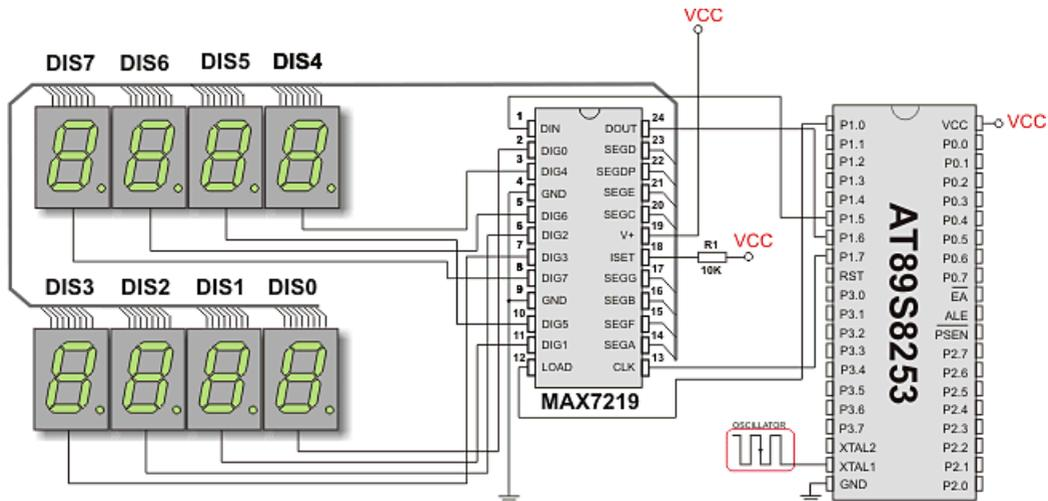 VCC
DIS7 DIS6 DIS5 DIS4
1 DIN DOUT 24
2 DIG0 SEGD 23
3 DIG4 SEGDP 22
4 GND SEGE 21
5 DIG6 SEGC 20
6 DIG2 V+ 19
7 DIG3 ISET 18
8 DIG7 SEGG 17
9 GND SEGB 16
10 DIG5 SEGF 15
11 DIG1 SEGA 14
12 LOAD CLK 13
MAX7219
R1
10K
VCC
DIS3 DIS2 DIS1 DIS0
OSCILLATOR
P1.0 VCC
P1.1 P0.0
P1.2 P0.1
P1.3 P0.2
P1.4 P0.3
P1.5 P0.4
P1.6 P0.5
P1.7 P0.6
RST P0.7
P3.0 EA
P3.1 ALE
P3.2 PSEN
P3.3 P2.7
P3.4 P2.6
P3.5 P2.5
P3.6 P2.4
P3.7 P2.3
XTAL2 P2.2
XTAL1 P2.1
GND P2.0
AT89S8253
VCC